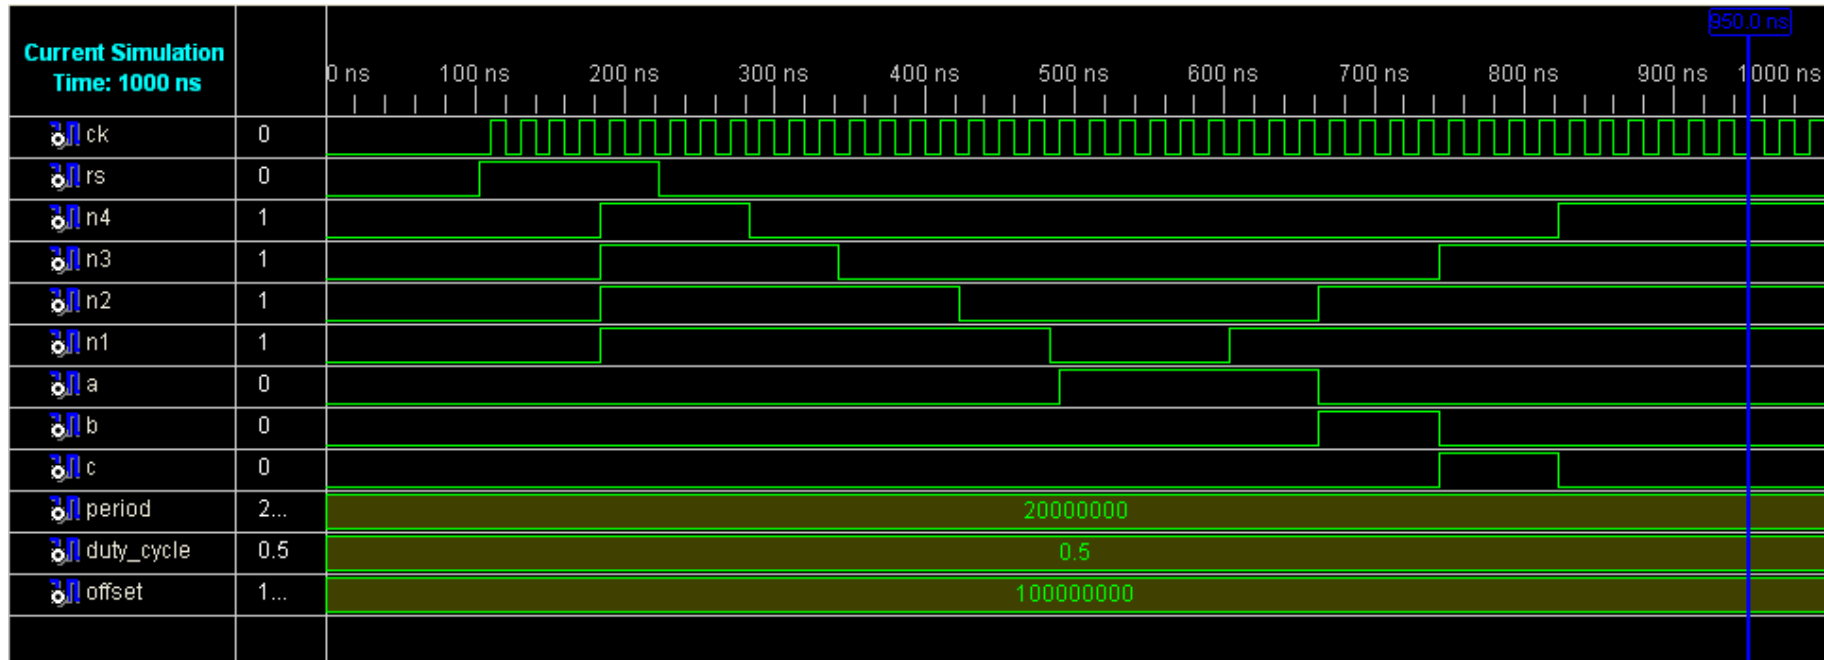 950.0 ns
Current Simulation
Time: 1000 ns
0 ns 100 ns 200 ns 300 ns 400 ns 500 ns 600 ns 700 ns 800 ns 900 ns 1000 ns
ck 0
rs 0
n4 1
n3 1
n2 1
n1 1
a 0
b 0
c 0
period 2... 20000000
duty_cycle 0.5 0.5
offset 1... 100000000